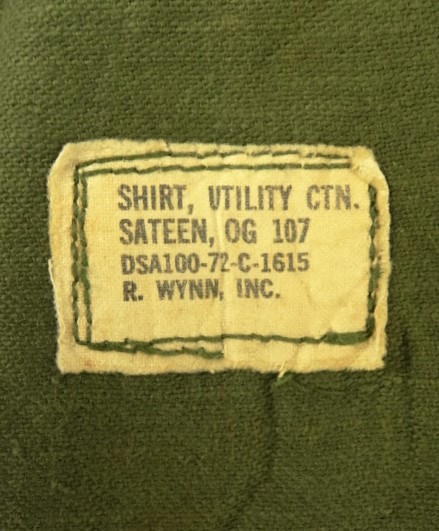 SHIRT, UTILITY CTN.
SATEEN, OG 107
DSA100-72-C-1615
R. WYNN, INC.